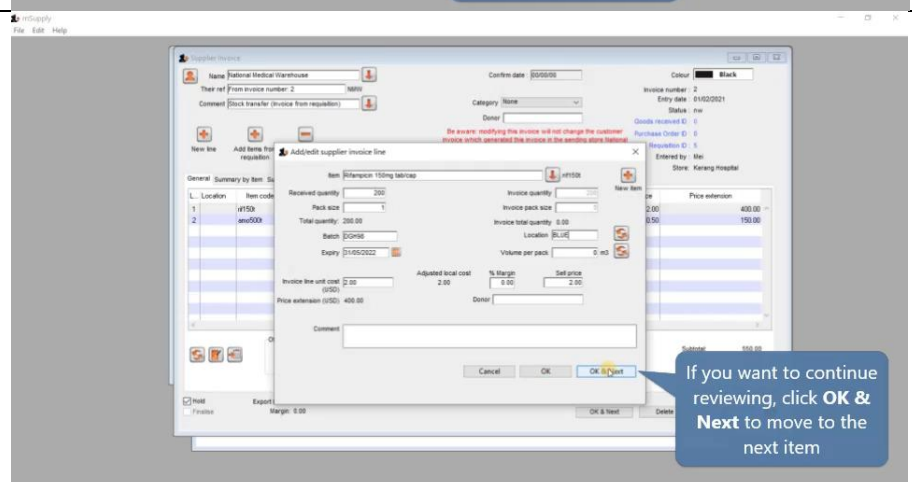 mSupply
File Edit Help
Supplier invoice
Name National Medical Warehouse
Confirm date 00/00/00
Colour Black
Their ref From invoice number: 2 NMW
Invoice number : 2
Comment Stock transfer (invoice from requisition)
Category None
Entry date : 01/02/2021
Status : nw
Donor
Goods received ID : 0
Be aware: modifying this invoice will not change the customer
invoice which generated this invoice in the sending store National
Purchase Order ID : 0
Requisition ID : 5
New line
Add items from
requisition
Entered by : Mei
Store: Kerang Hospital
General Summary by Item
L... Location Item code
Price extension
1 rif150t 2.00 400.00
2 amo500t 0.50 150.00
Add/edit supplier invoice line
Item Rifampicin 150mg tab/cap rif150t
New item
Received quantity 200
Invoice quantity
Pack size 1
Invoice pack size
Total quantity: 200.00
Invoice total quantity 0.00
Batch DGH98
Location BLUE
Expiry 31/05/2022
Volume per pack 0 m3
Adjusted local cost % Margin Sell price
Invoice line unit cost (USD) 2.00 2.00 0.00 2.00
Price extension (USD) 400.00
Donor
Comment
Cancel OK OK & Next
Subtotal: 550.00
Hold
Finalise
Export
Margin: 0.00
OK & Next Delete
If you want to continue
reviewing, click OK &
Next to move to the
next item